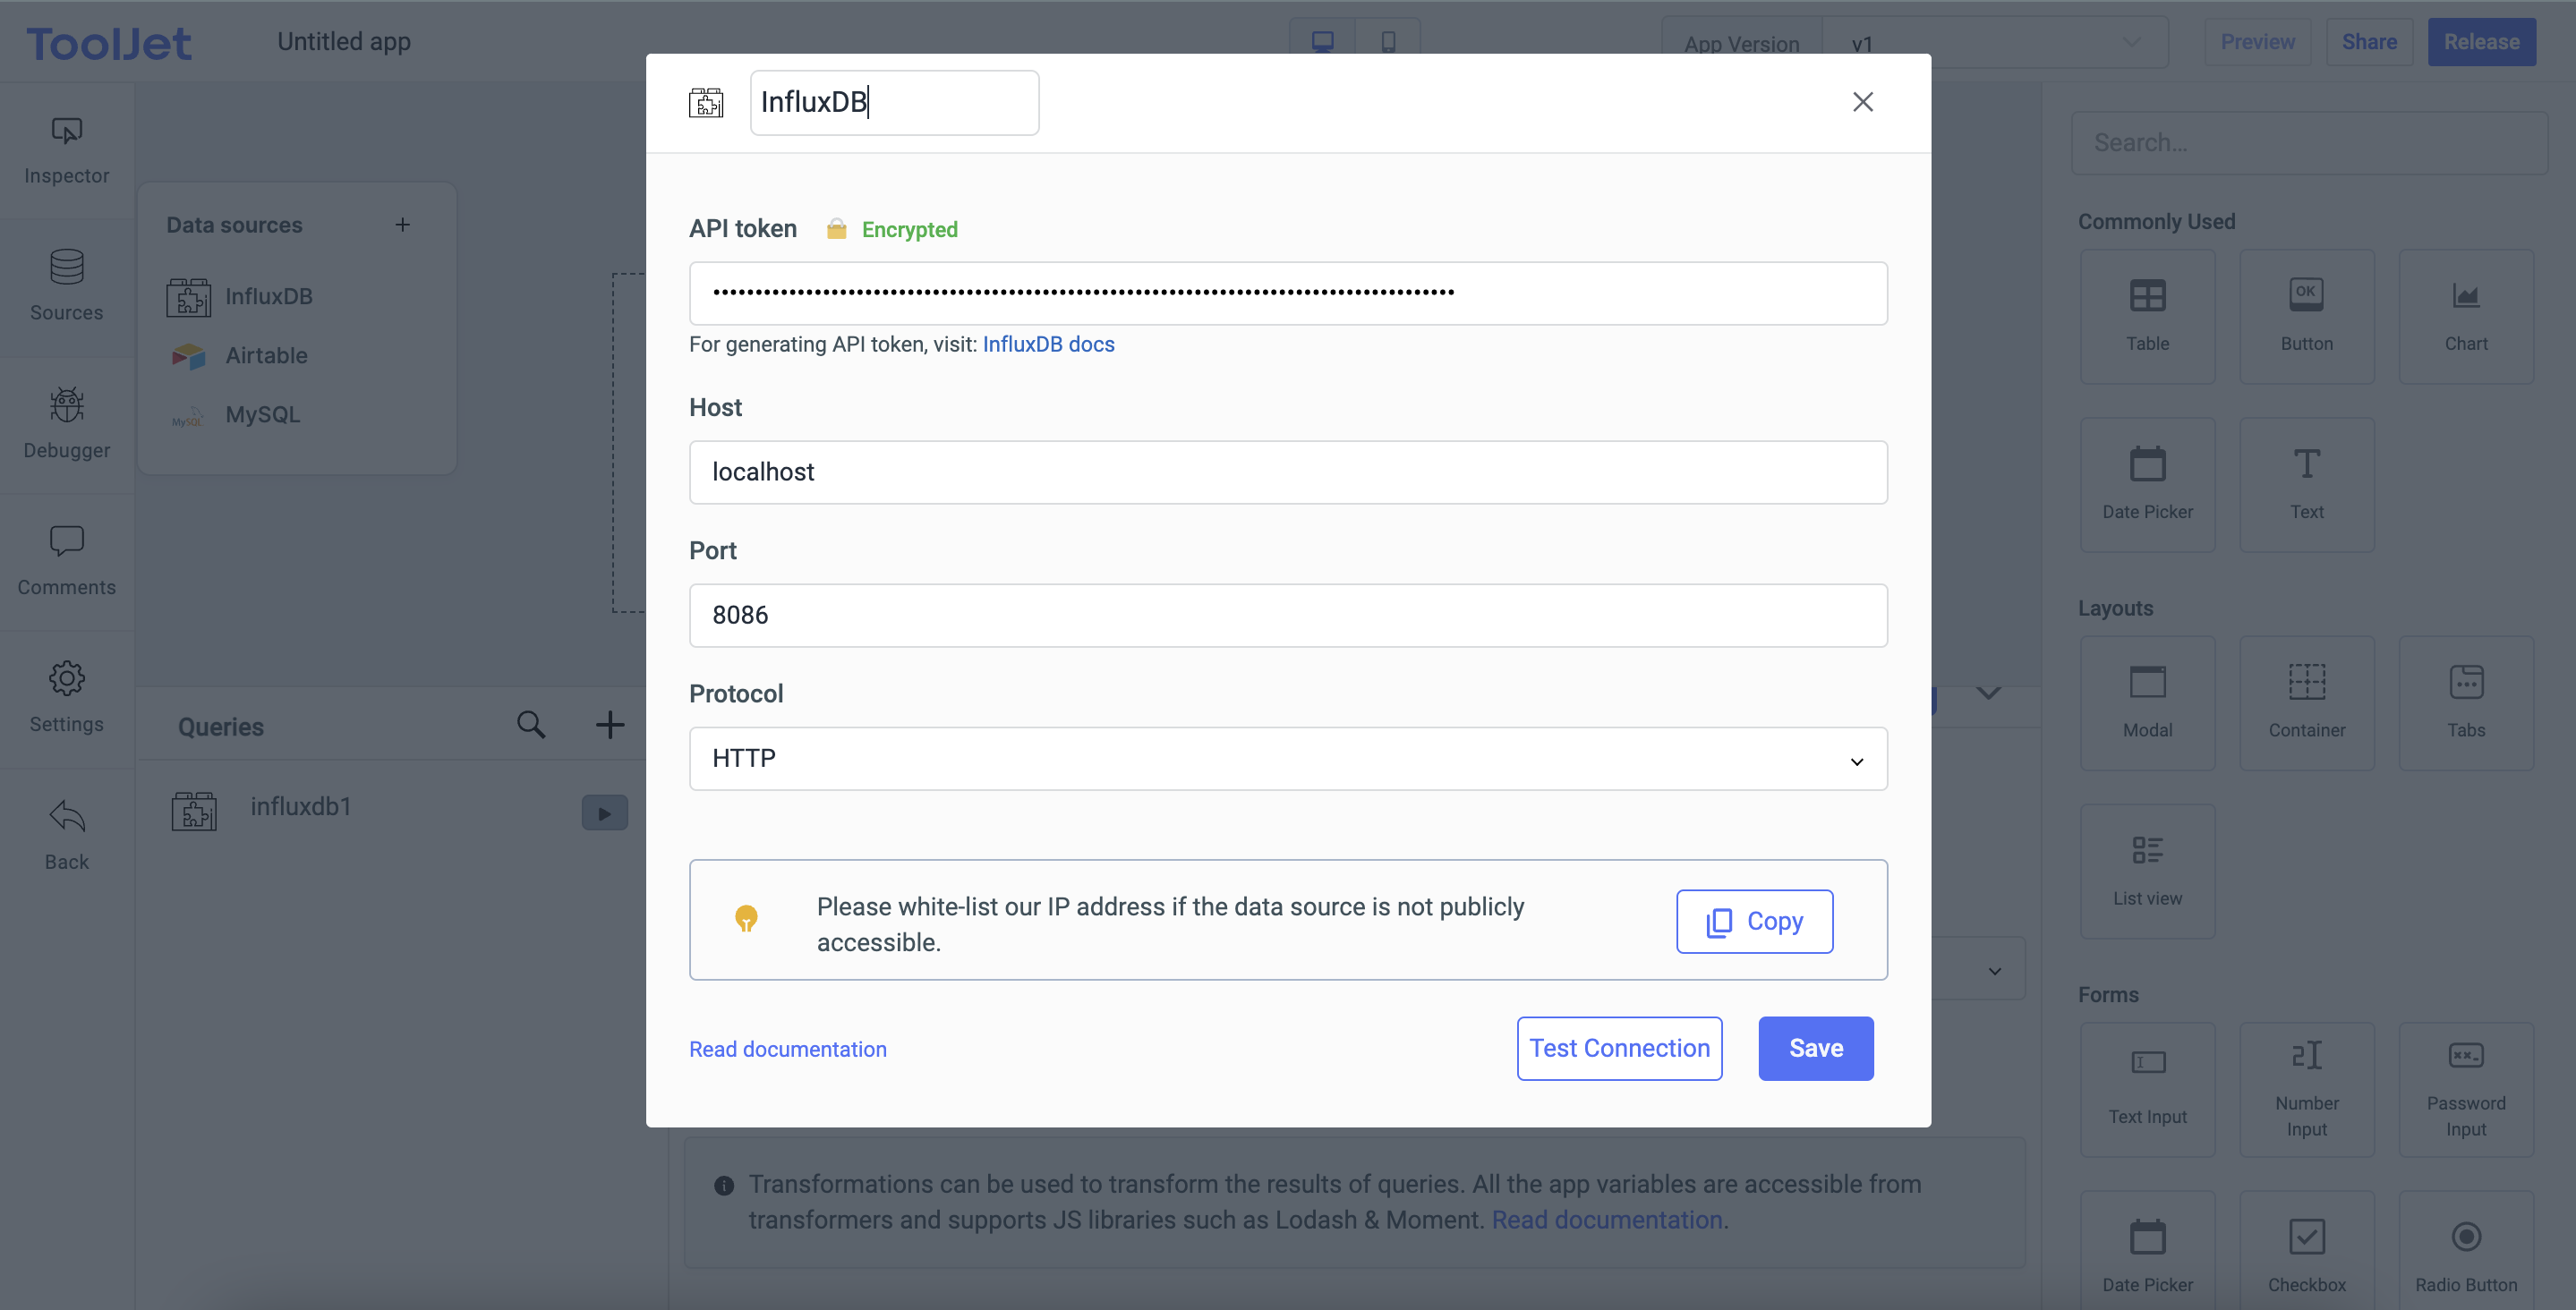 ToolJet
Untitled app
App Version
v1
Preview
Share
Release
Inspector
Sources
Debugger
Comments
Settings
Back
Data sources
InfluxDB
Airtable
MySQL
MySQL
Queries
influxdb1
InfluxDB
API token
Encrypted
••••••••••••••••••••••••••••••••••••••••••••••••••••••••••••••••••••••••••••••••••••••••
For generating API token, visit: InfluxDB docs
Host
localhost
Port
8086
Protocol
HTTP
Please white-list our IP address if the data source is not publicly
accessible.
Copy
Read documentation
Test Connection
Save
Transformations can be used to transform the results of queries. All the app variables are accessible from
transformers and supports JS libraries such as Lodash & Moment. Read documentation.
Search...
Commonly Used
Table
OK
Button
Chart
Date Picker
Text
Layouts
Modal
Container
Tabs
List view
Forms
Text Input
Number
Input
Password
Input
Date Picker
Checkbox
Radio Button